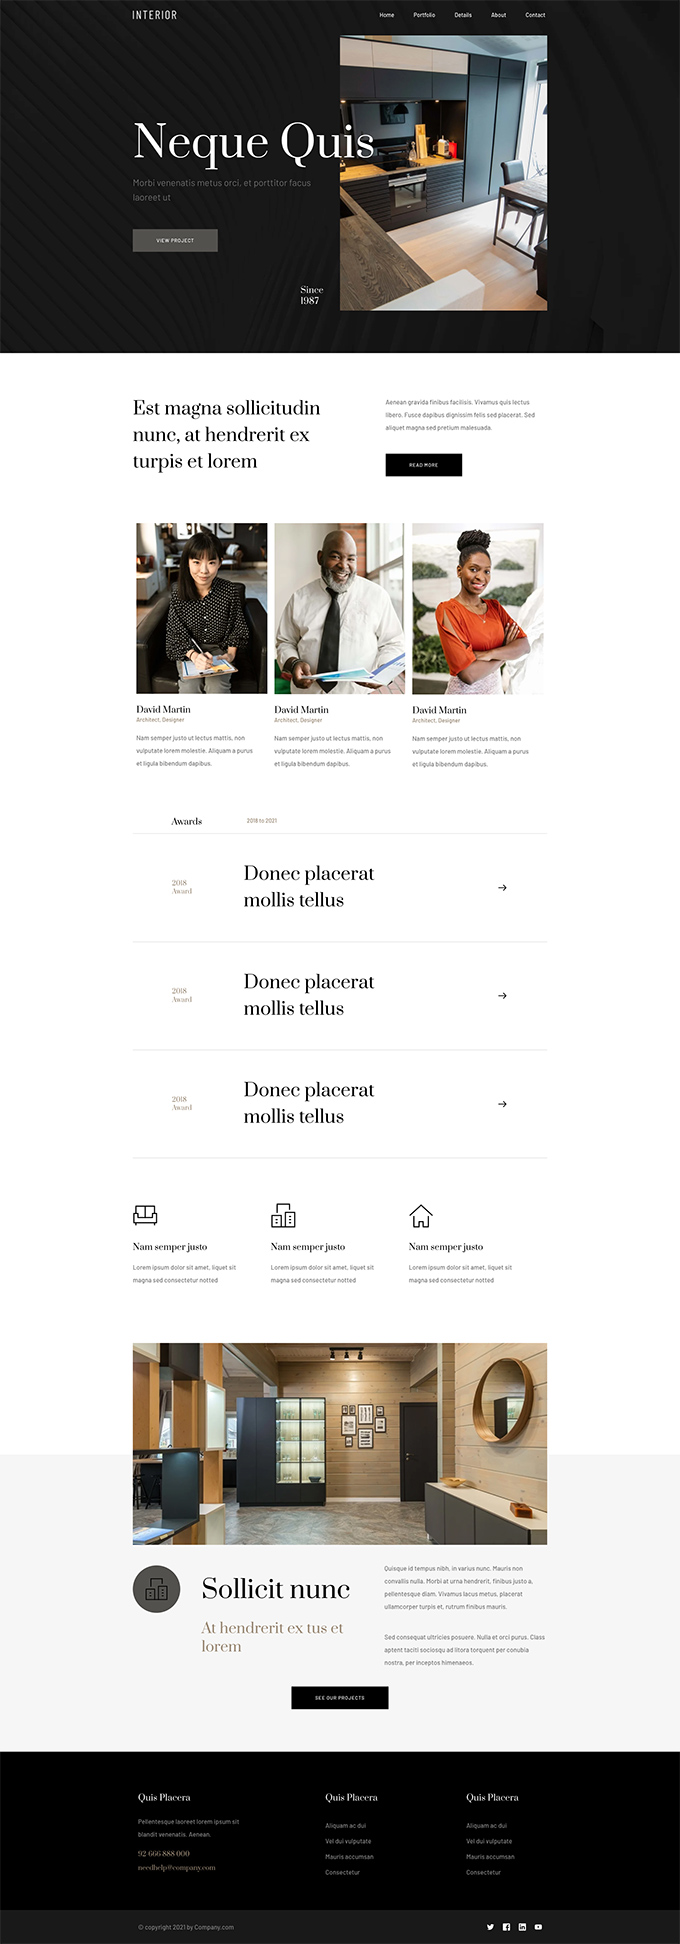 INTERIOR
Home Portfolio Details About Contact
Neque Quis
Morbi venenatis metus orci, et porttitor facus
laoreet ut
VIEW PROJECT
Since
1987
Est magna sollicitudin
nunc, at hendrerit ex
turpis et lorem
Aenean gravida finibus facilisis. Vivamus quis lectus
libero. Fusce dapibus dignissim felis sed placerat. Sed
aliquet magna sed pretium malesuada.
READ MORE
David Martin
Architect, Designer
Nam semper justo ut lectus mattis, non
vulputate lorem molestie. Aliquam a purus
et ligula bibendum dapibus.
David Martin
Architect, Designer
Nam semper justo ut lectus mattis, non
vulputate lorem molestie. Aliquam a purus
et ligula bibendum dapibus.
David Martin
Architect, Designer
Nam semper justo ut lectus mattis, non
vulputate lorem molestie. Aliquam a purus
et ligula bibendum dapibus.
Awards
2018 to 2021
2018
Award
Donec placerat
mollis tellus
2018
Award
Donec placerat
mollis tellus
2018
Award
Donec placerat
mollis tellus
Nam semper justo
Lorem ipsum dolor sit amet, liquet sit
magna sed consectetur notted
Nam semper justo
Lorem ipsum dolor sit amet, liquet sit
magna sed consectetur notted
Nam semper justo
Lorem ipsum dolor sit amet, liquet sit
magna sed consectetur notted
Sollicit nunc
At hendrerit ex tus et
lorem
Quisque id tempus nibh, in varius nunc. Mauris non
convallis nulla. Morbi at urna hendrerit, finibus justo a,
pellentesque diam. Vivamus lacus metus, placerat
ullamcorper turpis et, rutrum finibus mauris.
Sed consequat ultricies posuere. Nulla et orci purus. Class
aptent taciti sociosqu ad litora torquent per conubia
nostra, per inceptos himenaeos.
SEE OUR PROJECTS
Quis Placera
Pellentesque laoreet lorem ipsum sit
blandit venenatis. Aenean.
92 666 888 000
needhelp@company.com
Quis Placera
Aliquam ac dui
Vel dui vulputate
Mauris accumsan
Consectetur
Quis Placera
Aliquam ac dui
Vel dui vulputate
Mauris accumsan
Consectetur
© copyright 2021 by Company.com